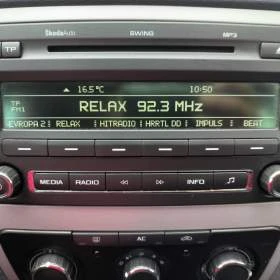 ŠkodaAuto SWING MP3
TP
16.5°C 10:50
TP
FM1
RELAX 92.3 MHz
EVROPA 2 RELAX HITRADIO HRRTL DD IMPULS BEAT
MEDIA RADIO INFO
AC